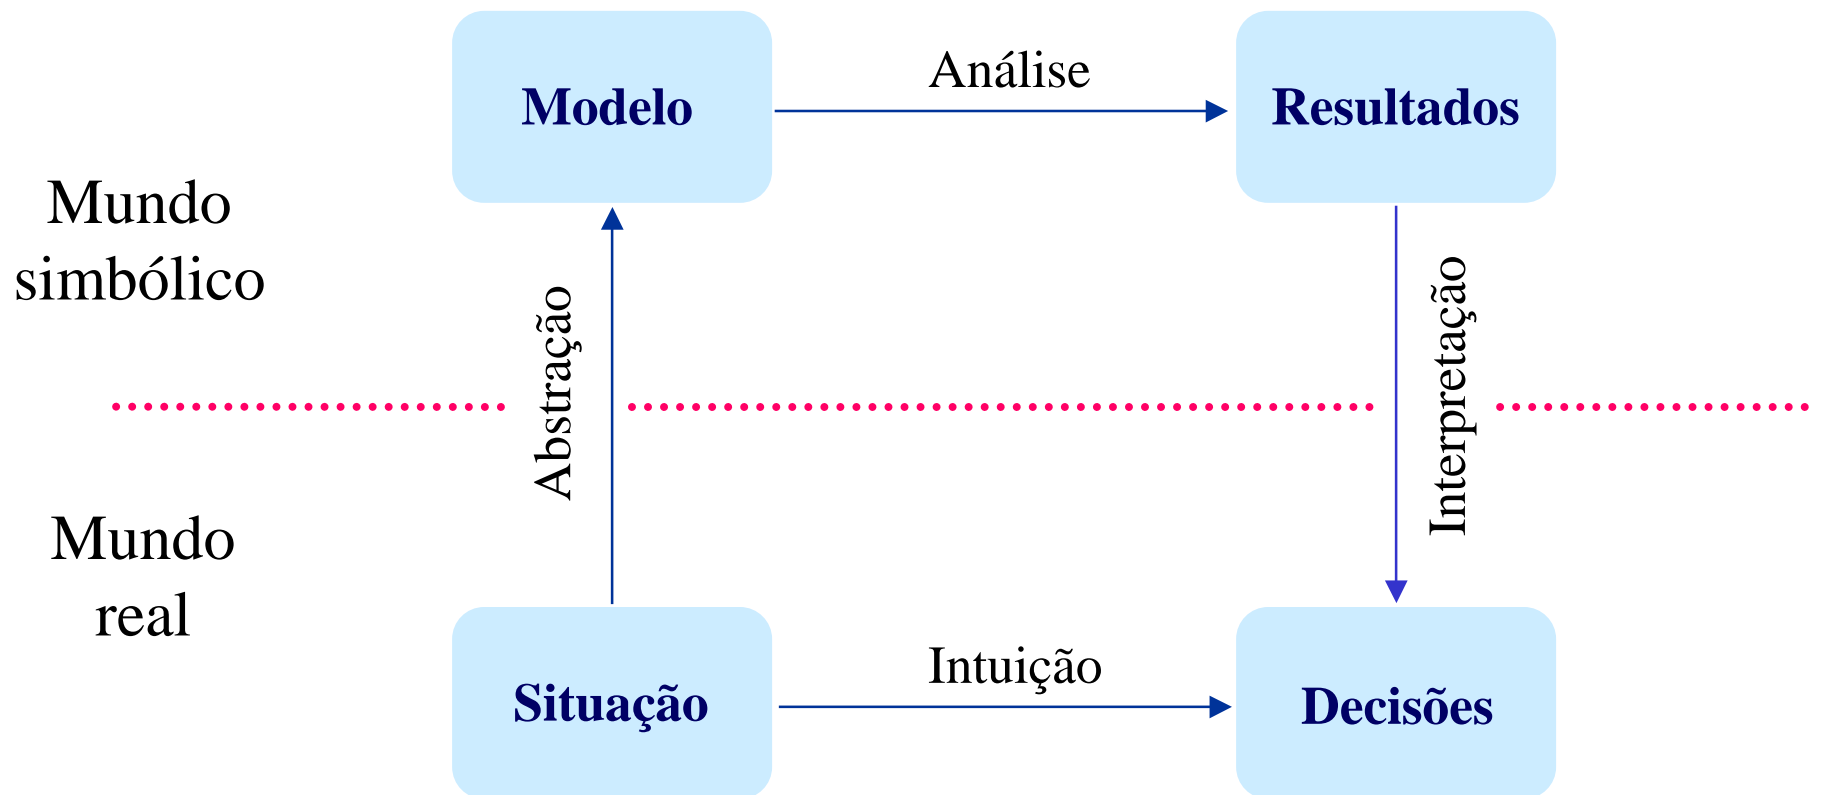 Análise
Modelo
Resultados
Mundo
simbólico
Abstração
Interpretação
Mundo
real
Intuição
Situação
Decisões